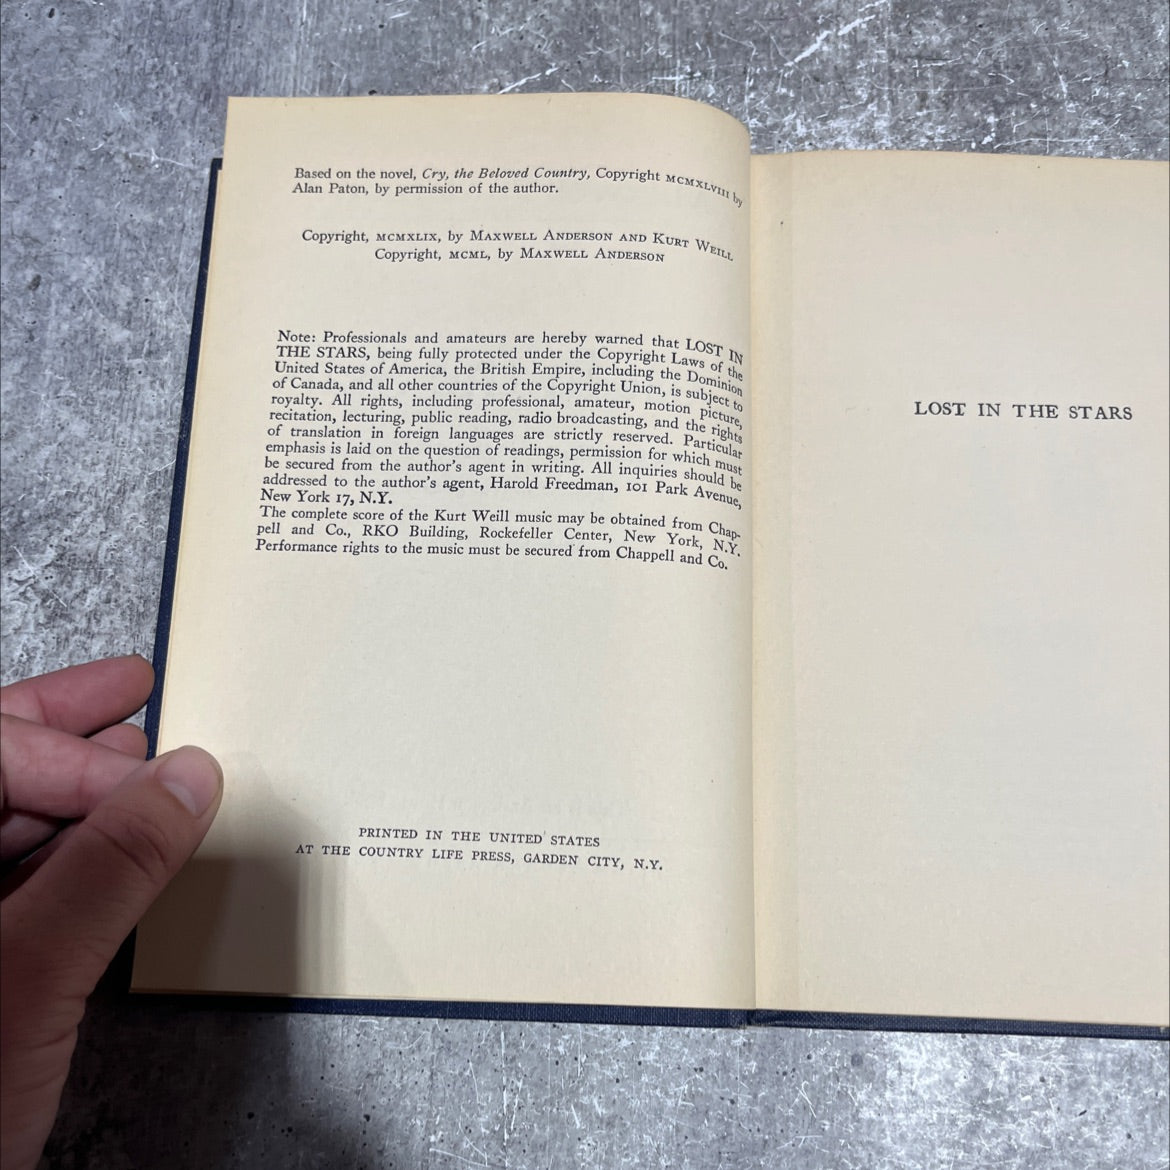 Based on the novel, Cry, the Beloved Country, Copyright MCMXLVIII by
Alan Paton, by permission of the author.
Copyright, MCMXLIX, by MAXWELL ANDERSON AND KURT WEILL
Copyright, MCML, by MAXWELL ANDERSON
Note: Professionals and amateurs are hereby warned that LOST IN
THE STARS, being fully protected under the Copyright Laws of the
United States of America, the British Empire, including the Dominion
of Canada, and all other countries of the Copyright Union, is subject to
royalty. All rights, including professional, amateur, motion picture,
recitation, lecturing, public reading, radio broadcasting, and the rights
of translation in foreign languages are strictly reserved. Particular
emphasis is laid on the question of readings, permission for which must
be secured from the author's agent in writing. All inquiries should be
addressed to the author's agent, Harold Freedman, 101 Park Avenue,
New York 17, N.Y.
The complete score of the Kurt Weill music may be obtained from Chap-
pell and Co., RKO Building, Rockefeller Center, New York, N.Y.
Performance rights to the music must be secured from Chappell and Co.
PRINTED IN THE UNITED STATES
AT THE COUNTRY LIFE PRESS, GARDEN CITY, N.Y.
LOST IN THE STARS